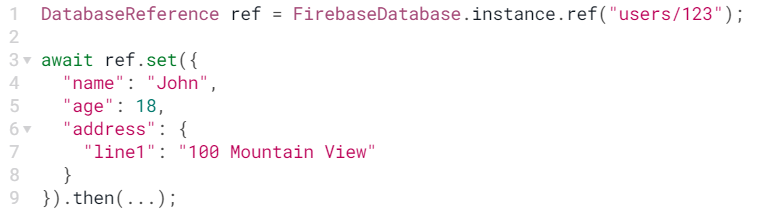 1 DatabaseReference ref = FirebaseDatabase.instance.ref("users/123");
2
3 await ref.set({
4   "name": "John",
5   "age": 18,
6   "address": {
7     "line1": "100 Mountain View"
8   }
9 }).then(...);